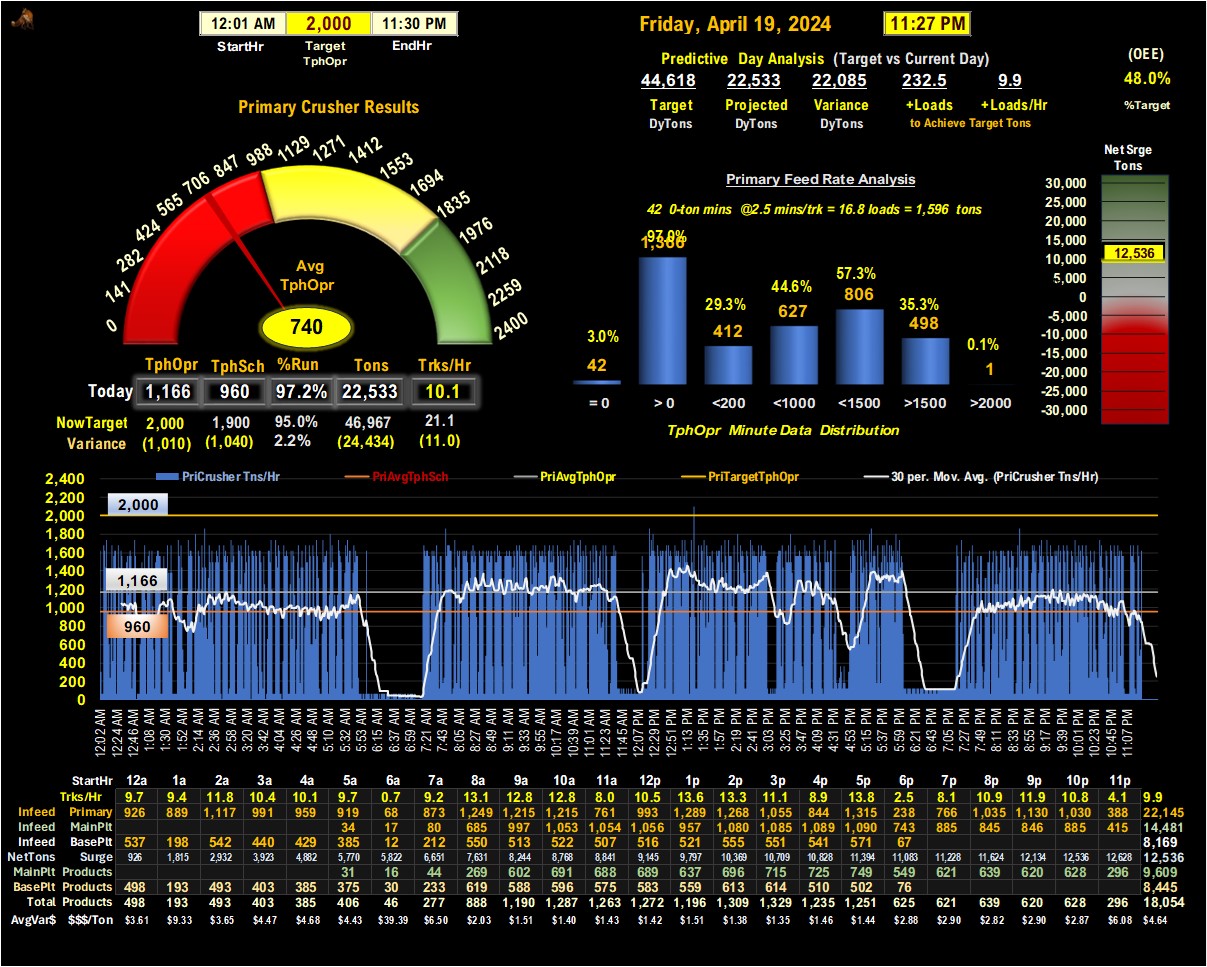 12:01 AM 2,000 11:30 PM
StartHr Target TphOpr EndHr
Friday, April 19, 2024 11:27 PM
Predictive Day Analysis (Target vs Current Day)
44,618 22,533 22,085 232.5 9.9
Target Projected Variance +Loads +Loads/Hr
DyTons DyTons DyTons to Achieve Target Tons
(OEE)
48.0%
%Target
Primary Crusher Results
0 141 282 424 565 706 847 988 1129 1271 1412 1553 1694 1835 1976 2118 2259 2400
Avg
TphOpr
740
TphOpr TphSch %Run Tons Trks/Hr
Today 1,166 960 97.2% 22,533 10.1
NowTarget 2,000 1,900 95.0% 46,967 21.1
Variance (1,010) (1,040) 2.2% (24,434) (11.0)
Primary Feed Rate Analysis
42 0-ton mins @2.5 mins/trk = 16.8 loads = 1,596 tons
3.0% 97.0% 29.3% 44.6% 57.3% 35.3% 0.1%
42 1,366 412 627 806 498 1
= 0 > 0 <200 <1000 <1500 >1500 >2000
TphOpr Minute Data Distribution
Net Srge
Tons
30,000
25,000
20,000
15,000
12,536
10,000
5,000
0
-5,000
-10,000
-15,000
-20,000
-25,000
-30,000
PriCrusher Tns/Hr PriAvgTphSch PriAvgTphOpr PriTargetTphOpr 30 per. Mov. Avg. (PriCrusher Tns/Hr)
2,400
2,200
2,000
1,800
1,600
1,400
1,200
1,000
800
600
400
200
0
2,000
1,166
960
12:02 AM 12:24 AM 12:46 AM 1:08 AM 1:30 AM 1:52 AM 2:14 AM 2:36 AM 2:58 AM 3:20 AM 3:42 AM 4:04 AM 4:26 AM 4:48 AM 5:10 AM 5:32 AM 5:53 AM 6:15 AM 6:37 AM 6:59 AM 7:21 AM 7:43 AM 8:05 AM 8:27 AM 8:49 AM 9:11 AM 9:33 AM 9:55 AM 10:17 AM 10:39 AM 11:01 AM 11:23 AM 11:45 AM 12:07 PM 12:29 PM 12:51 PM 1:13 PM 1:35 PM 1:57 PM 2:19 PM 2:41 PM 3:03 PM 3:25 PM 3:47 PM 4:09 PM 4:31 PM 4:53 PM 5:15 PM 5:37 PM 5:59 PM 6:21 PM 6:43 PM 7:05 PM 7:27 PM 7:49 PM 8:11 PM 8:33 PM 8:55 PM 9:17 PM 9:39 PM 10:01 PM 10:23 PM 10:45 PM 11:07 PM
StartHr 12a 1a 2a 3a 4a 5a 6a 7a 8a 9a 10a 11a 12p 1p 2p 3p 4p 5p 6p 7p 8p 9p 10p 11p
Trks/Hr 9.7 9.4 11.8 10.4 10.1 9.7 0.7 9.2 13.1 12.8 12.8 8.0 10.5 13.6 13.3 11.1 8.9 13.8 2.5 8.1 10.9 11.9 10.8 4.1 9.9
Infeed Primary 926 889 1,117 991 959 919 68 873 1,249 1,215 1,215 761 993 1,289 1,268 1,055 844 1,315 238 766 1,035 1,130 1,030 388 22,145
Infeed MainPlt 34 17 80 685 997 1,053 1,054 1,056 957 1,080 1,085 1,089 1,090 743 885 845 846 885 415 14,481
Infeed BasePlt 537 198 542 440 429 385 12 212 550 513 522 507 516 521 555 551 541 571 67 8,169
NetTons Surge 926 1,815 2,932 3,923 4,882 5,770 5,822 6,651 7,631 8,244 8,768 8,841 9,145 9,797 10,369 10,709 10,828 11,394 11,083 11,228 11,624 12,134 12,536 12,628 12,536
MainPlt Products 31 16 44 269 602 691 688 689 637 696 715 725 749 549 621 639 620 628 296 9,609
BasePlt Products 498 193 493 403 385 375 30 233 619 588 596 575 583 559 613 614 510 502 76 8,445
Total Products 498 193 493 403 385 406 46 277 888 1,190 1,287 1,263 1,272 1,196 1,309 1,329 1,235 1,251 625 621 639 620 628 296 18,054
AvgVar$ $$$/Ton $3.61 $9.33 $3.65 $4.47 $4.68 $4.43 $39.39 $6.50 $2.03 $1.51 $1.40 $1.43 $1.42 $1.51 $1.38 $1.35 $1.46 $1.44 $2.88 $2.90 $2.82 $2.90 $2.87 $6.08 $4.64